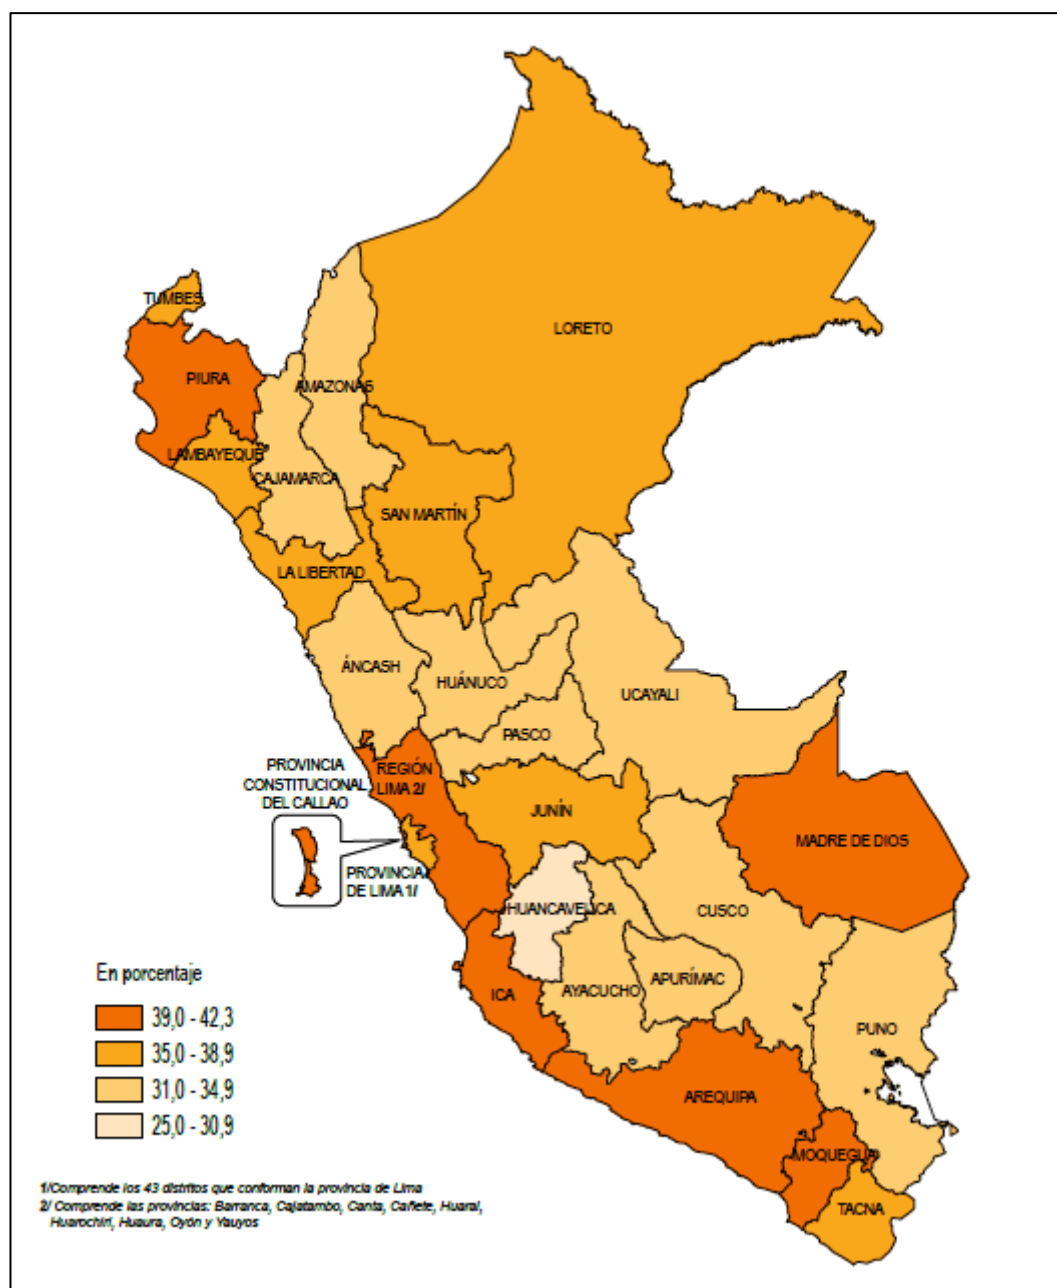 TUMBES
LORETO
PIURA
AMAZONAS
LAMBAYEQUE
CAJAMARCA
SAN MARTÍN
LA LIBERTAD
ÁNCASH
HUÁNUCO
UCAYALI
PASCO
PROVINCIA
CONSTITUCIONAL
DEL CALLAO
REGIÓN
LIMA 2/
JUNÍN
MADRE DE DIOS
PROVINCIA
DE LIMA 1/
HUANCAVELICA
CUSCO
ICA
AYACUCHO
APURÍMAC
PUNO
AREQUIPA
MOQUEGUA
TACNA
En porcentaje
39,0 - 42,3
35,0 - 38,9
31,0 - 34,9
25,0 - 30,9
1/Comprende los 43 distritos que conforman la provincia de Lima
2/ Comprende las provincias: Barranca, Cajatambo, Canta, Cañete, Huaral,
Huarochirí, Huaura, Oyón y Yauyos